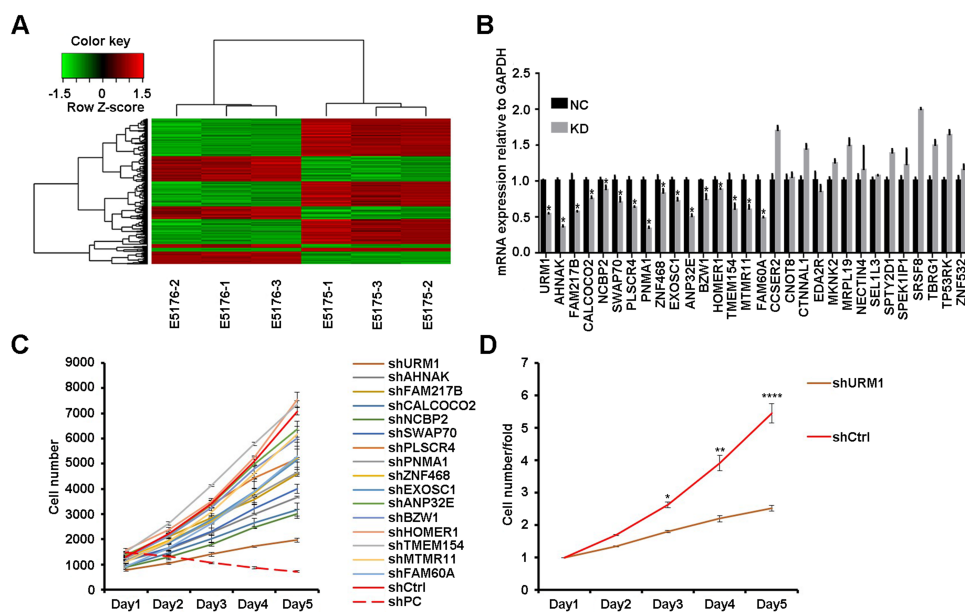 A
Color key
-1.5 1.5
Row Z-score
E5176-2
E5176-1
E5176-3
E5175-1
E5175-3
E5175-2
B
mRNA expression relative to GAPDH
2.5
2.0
1.5
1.0
0.5
0.0
NC
KD
* * * * * * * * * * * * * * * *
URM1
AHNAK
FAM217B
CALCOCO2
NCBP2
SWAP70
PLSCR4
PNMA1
ZNF468
EXOSC1
ANP32E
BZW1
HOMER1
TMEM154
MTMR11
FAM60A
CCSER2
CNOT8
CTNNAL1
EDA2R
MKNK2
MRPL19
NECTIN4
SEL1L3
SPTY2D1
SPEK1IP1
SRSF8
TBRG1
TP53RK
ZNF532
C
Cell number
9000
8000
7000
6000
5000
4000
3000
2000
1000
0
Day1 Day2 Day3 Day4 Day5
shURM1
shAHNAK
shFAM217B
shCALCOCO2
shNCBP2
shSWAP70
shPLSCR4
shPNMA1
shZNF468
shEXOSC1
shANP32E
shBZW1
shHOMER1
shTMEM154
shMTMR11
shFAM60A
shCtrl
shPC
D
Cell number/fold
7
6
5
4
3
2
1
0
*
**
****
Day1 Day2 Day3 Day4 Day5
shURM1
shCtrl